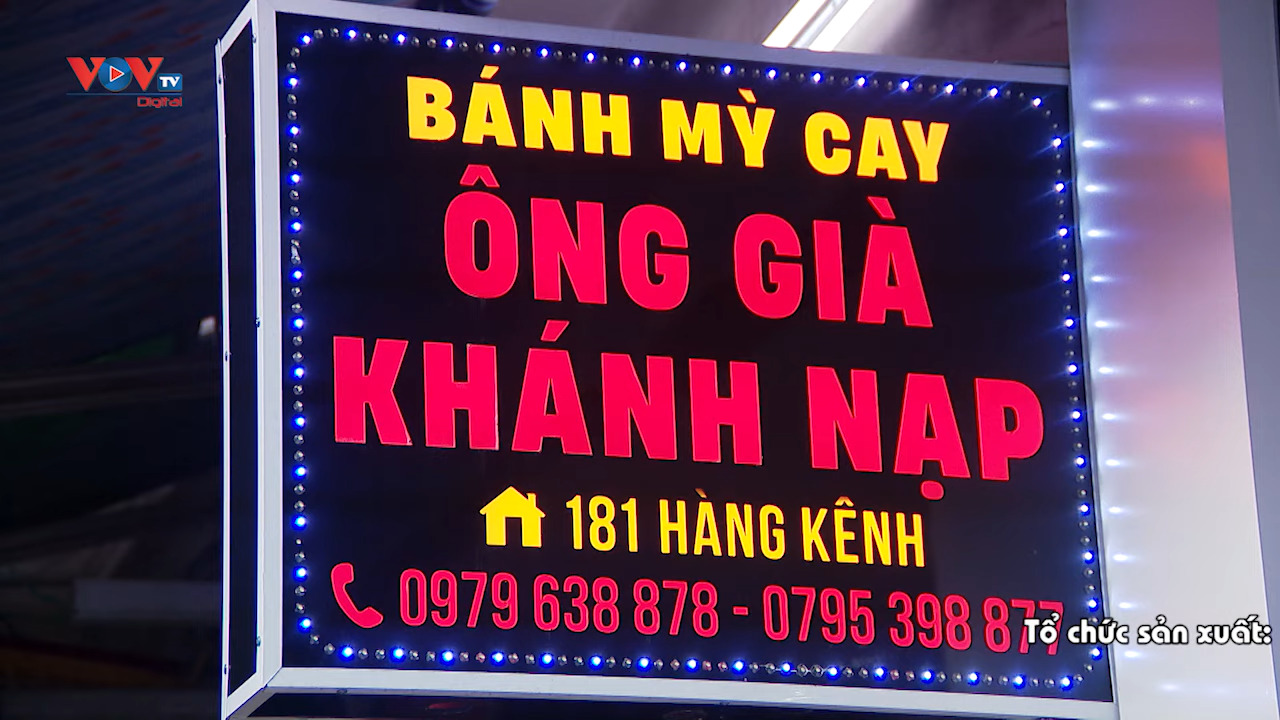 VOV TV
Digital
BÁNH MỲ CAY
ÔNG GIÀ
KHÁNH NẠP
181 HÀNG KÊNH
0979 638 878 - 0795 398 877
Tổ chức sản xuất: